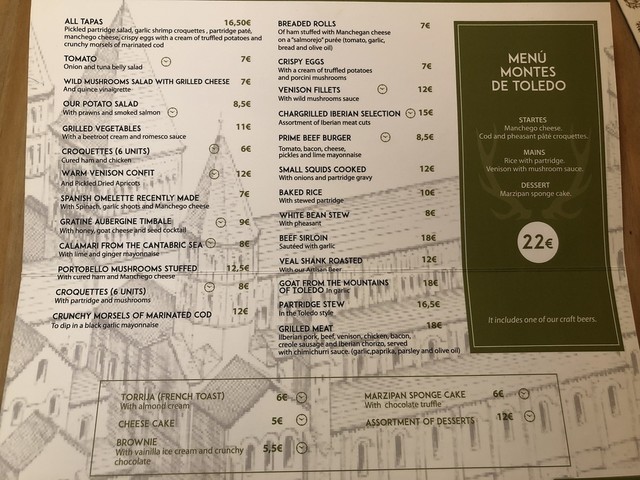 ALL TAPAS 16,50€
Pickled partridge salad, garlic shrimp croquettes , partridge paté,
manchego cheese, crispy eggs with a cream of truffled potatoes and
crunchy morsels of marinated cod
TOMATO 7€
Onion and tuna belly salad
WILD MUSHROOMS SALAD WITH GRILLED CHEESE 7€
And quince vinaigrette
OUR POTATO SALAD 8,5€
With prawns and smoked salmon
GRILLED VEGETABLES 11€
With a beetroot cream and romesco sauce
CROQUETTES (6 UNITS) 6€
Cured ham and chicken
WARM VENISON CONFIT 12€
And Pickled Dried Apricots
SPANISH OMELETTE RECENTLY MADE 7€
With Spinach, garlic shoots and Manchego cheese
GRATINÉ AUBERGINE TIMBALE 9€
With honey, goat cheese and seed cocktail
CALAMARI FROM THE CANTABRIC SEA 8€
With lime and ginger mayonnaise
PORTOBELLO MUSHROOMS STUFFED 12,5€
With cured ham and Manchego cheese
CROQUETTES (6 UNITS) 8€
With partridge and mushrooms
CRUNCHY MORSELS OF MARINATED COD 12€
To dip in a black garlic mayonnaise
BREADED ROLLS 7€
Of ham stuffed with Manchegan cheese
on a "salmorejo" purée (tomato, garlic,
bread and olive oil)
CRISPY EGGS 7€
With a cream of truffled potatoes
and porcini mushrooms
VENISON FILLETS 12€
With wild mushrooms sauce
CHARGRILLED IBERIAN SELECTION 15€
Assortment of Iberian meat cuts
PRIME BEEF BURGER 8,5€
Tomato, bacon, cheese,
pickles and lime mayonnaise
SMALL SQUIDS COOKED 12€
With onions and partridge gravy
BAKED RICE 10€
With stewed partridge
WHITE BEAN STEW 8€
With pheasant
BEEF SIRLOIN 18€
Sautéed with garlic
VEAL SHANK ROASTED 12€
With our Artisan Beer
GOAT FROM THE MOUNTAINS 18€
OF TOLEDO In garlic
PARTRIDGE STEW 16,5€
In the Toledo style
GRILLED MEAT 18€
Iberian pork, beef, venison, chicken, bacon,
creole sausage and Iberian chorizo, served
with chimichurri sauce. (garlic,paprika, parsley and olive oil)
MENÚ
MONTES
DE TOLEDO
STARTES
Manchego cheese.
Cod and pheasant pâté croquettes.
MAINS
Rice with partridge.
Venison with mushroom sauce.
DESSERT
Marzipan sponge cake.
22€
It includes one of our craft beers.
TORRIJA (FRENCH TOAST) 6€
With almond cream
CHEESE CAKE 5€
BROWNIE 5,5€
With vainilla ice cream and crunchy
chocolate
MARZIPAN SPONGE CAKE 6€
With chocolate truffle
ASSORTMENT OF DESSERTS 12€